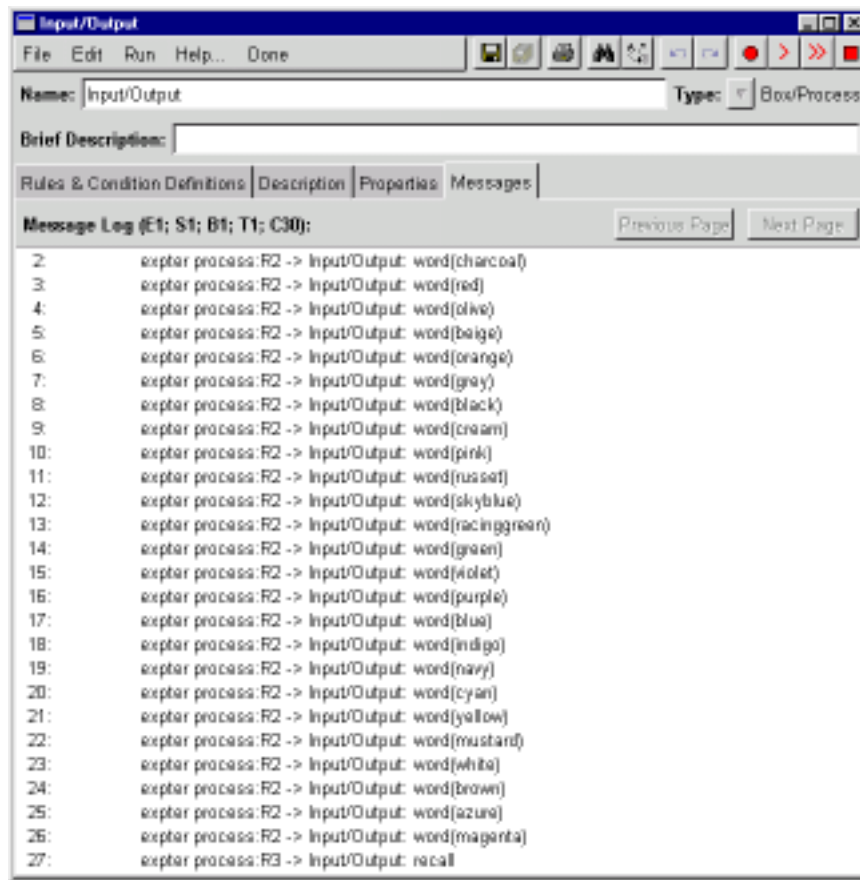 Input/Output
File Edit Run Help... Done
Name: Input/Output Type: Box/Process
Brief Description:
Rules & Condition Definitions Description Properties Messages
Message Log (E1; S1; B1; T1; C30): Previous Page Next Page
2: expter process:R2 -> Input/Output: word(charcoal)
3: expter process:R2 -> Input/Output: word(red)
4: expter process:R2 -> Input/Output: word(olive)
5: expter process:R2 -> Input/Output: word(beige)
6: expter process:R2 -> Input/Output: word(orange)
7: expter process:R2 -> Input/Output: word(grey)
8: expter process:R2 -> Input/Output: word(black)
9: expter process:R2 -> Input/Output: word(cream)
10: expter process:R2 -> Input/Output: word(pink)
11: expter process:R2 -> Input/Output: word(russet)
12: expter process:R2 -> Input/Output: word(skyblue)
13: expter process:R2 -> Input/Output: word(racinggreen)
14: expter process:R2 -> Input/Output: word(green)
15: expter process:R2 -> Input/Output: word(violet)
16: expter process:R2 -> Input/Output: word(purple)
17: expter process:R2 -> Input/Output: word(blue)
18: expter process:R2 -> Input/Output: word(indigo)
19: expter process:R2 -> Input/Output: word(navy)
20: expter process:R2 -> Input/Output: word(cyan)
21: expter process:R2 -> Input/Output: word(yellow)
22: expter process:R2 -> Input/Output: word(mustard)
23: expter process:R2 -> Input/Output: word(white)
24: expter process:R2 -> Input/Output: word(brown)
25: expter process:R2 -> Input/Output: word(azure)
26: expter process:R2 -> Input/Output: word(magenta)
27: expter process:R3 -> Input/Output: recall